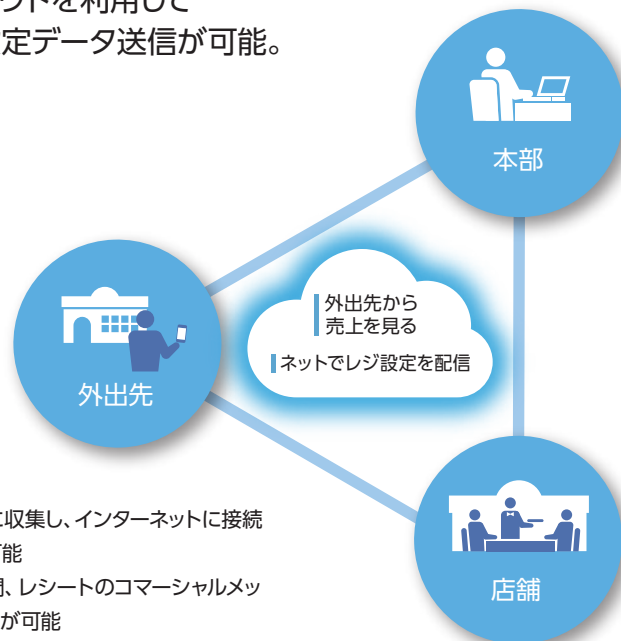 ウドを利用して
定データ送信が可能。
本部
外出先から
売上を見る
ネットでレジ設定を配信
外出先
に収集し、インターネットに接続
能
、レシートのコマーシャルメッ
が可能
店舗